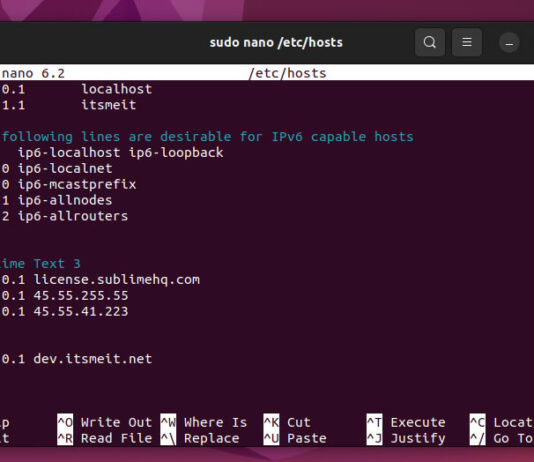 sudo nano /etc/hosts
nano 6.2 /etc/hosts
0.1 localhost
1.1 itsmeit
following lines are desirable for IPv6 capable hosts
ip6-localhost ip6-loopback
0 ip6-localnet
0 ip6-mcastprefix
1 ip6-allnodes
2 ip6-allrouters
ime Text 3
0.1 license.sublimehq.com
0.1 45.55.255.55
0.1 45.55.41.223
0.1 dev.itsmeit.net
p ^O Write Out ^W Where Is ^K Cut ^T Execute ^C Locat
t ^R Read File ^\ Replace ^U Paste ^J Justify ^/ Go To